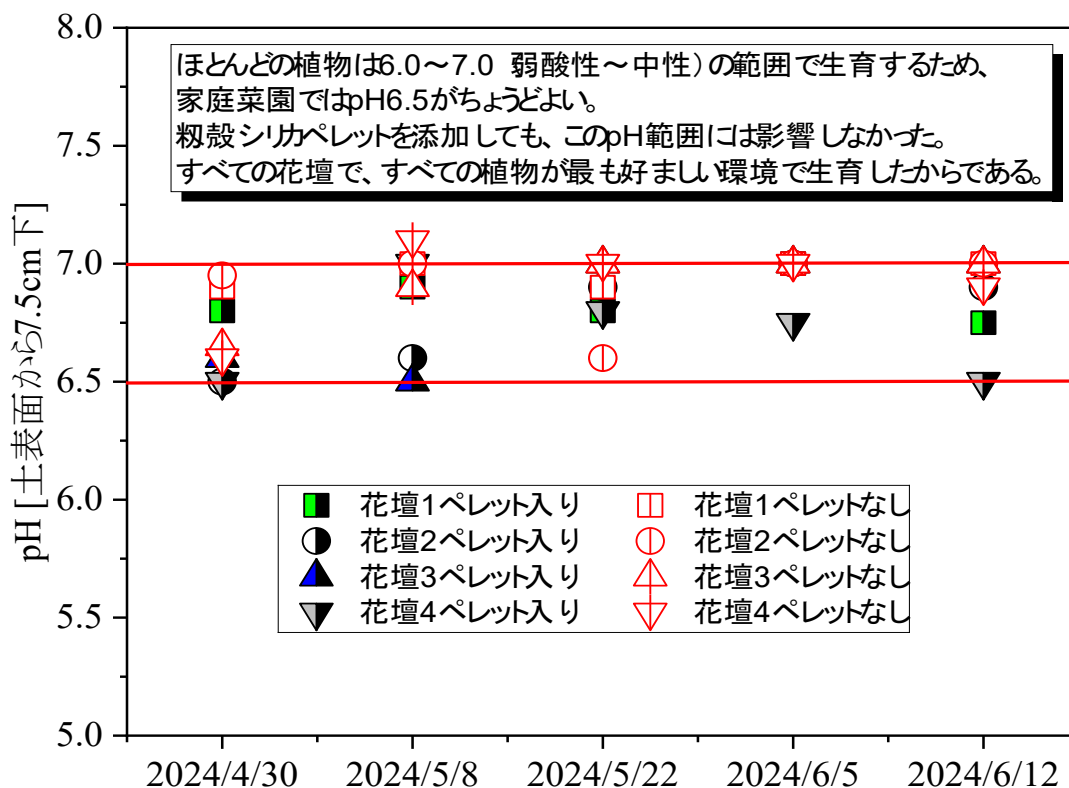 ほとんどの植物は6.0～7.0 弱酸性～中性）の範囲で生育するため、
家庭菜園ではpH6.5がちょうどよい。
籾殻シリカペレットを添加しても、このpH範囲には影響しなかった。
すべての花壇で、すべての植物が最も好ましい環境で生育したからである。
8.0
7.5
7.0
6.5
6.0
5.5
5.0
pH [土表面から7.5cm下]
花壇1ペレット入り
花壇1ペレットなし
花壇2ペレット入り
花壇2ペレットなし
花壇3ペレット入り
花壇3ペレットなし
花壇4ペレット入り
花壇4ペレットなし
2024/4/30
2024/5/8
2024/5/22
2024/6/5
2024/6/12